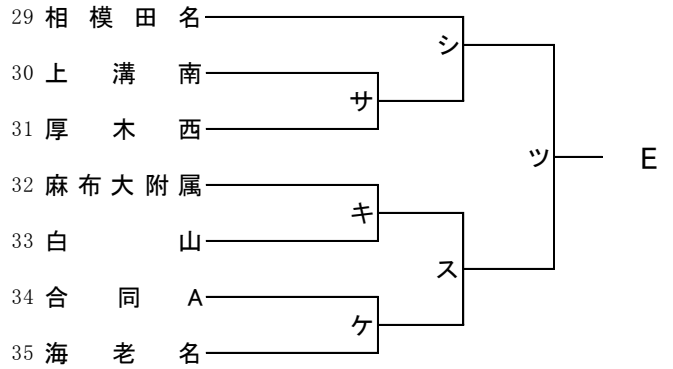 29 相模田名
シ
30 上溝南
サ
31 厚木西
ツ E
32 麻布大附属
キ
33 白山
ス
34 合同A
ケ
35 海老名